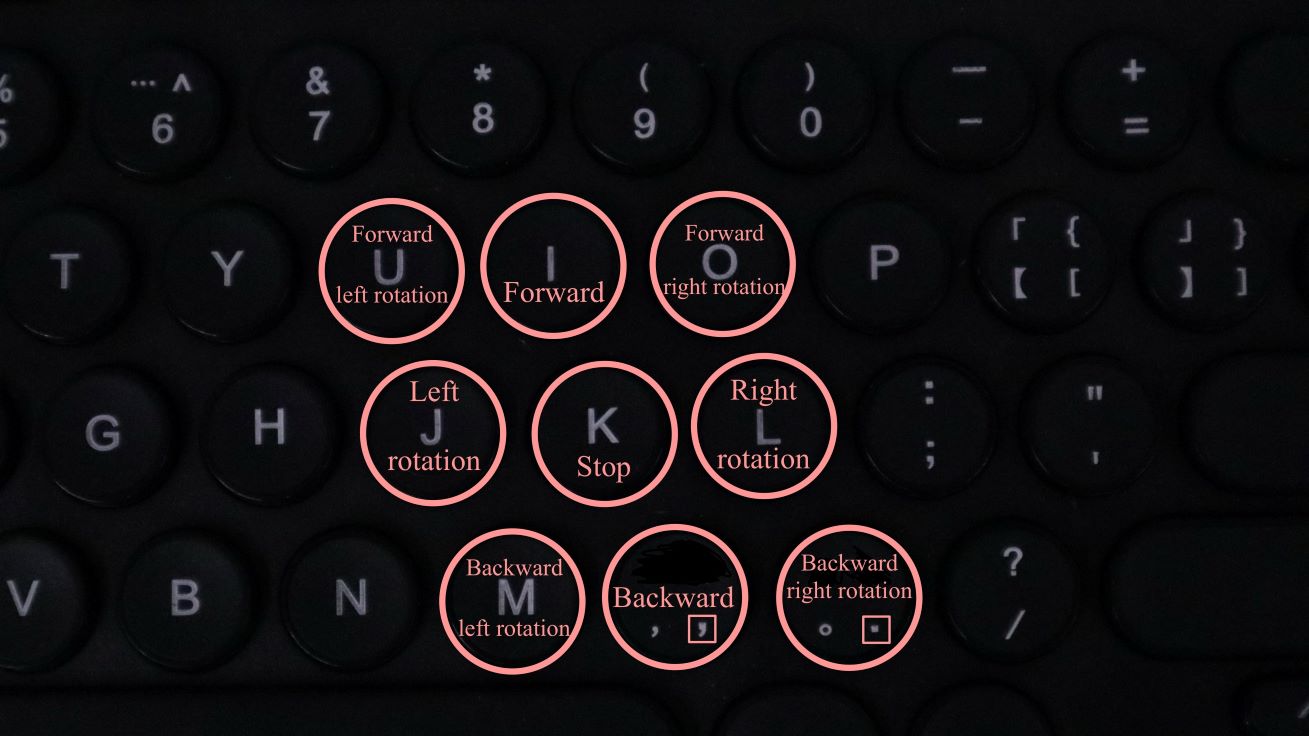 % … ^ & * ( ) — +
5 6 7 8 9 0 – =
T Y U I O P 「 { 」 }
【 [ 】 ]
Forward
left rotation
Forward
Forward
right rotation
G H J K L : "
; '
Left
rotation
Stop
Right
rotation
V B N M ?
， , 。 . /
Backward
left rotation
Backward
Backward
right rotation